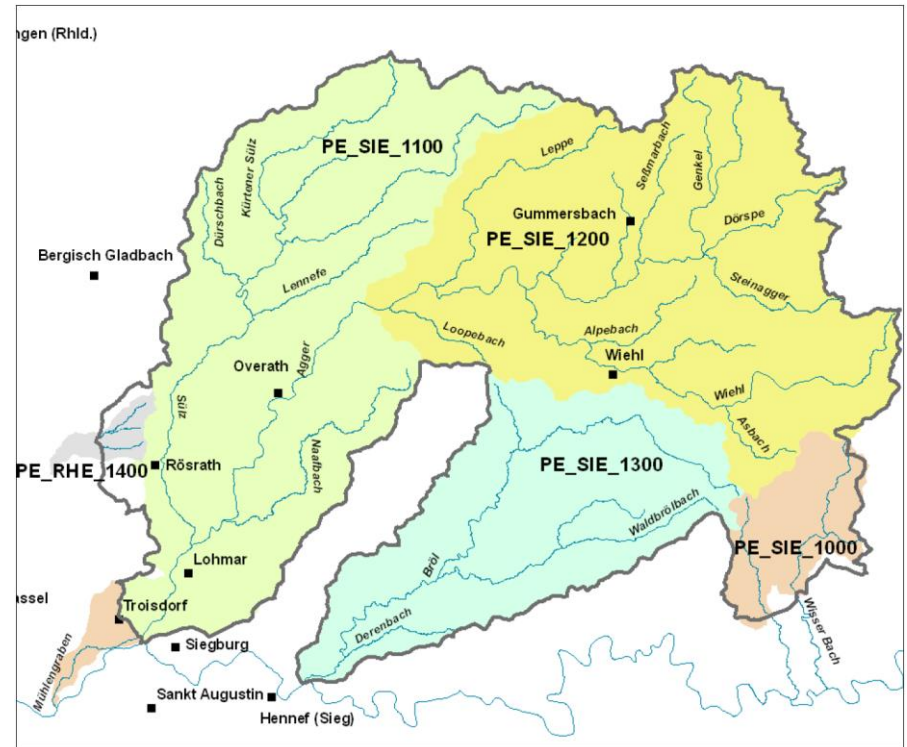 ngen (Rhld.)
PE_SIE_1100
Leppe
Seßmarbach
Genkel
Kürtener Sülz
Dürschbach
Gummersbach
Dörspe
PE_SIE_1200
Bergisch Gladbach
Lennefe
Steinagger
Loopebach
Alpebach
Wiehl
Overath
Agger
Wiehl
Sülz
Asbach
Naafbach
PE_RHE_1400
Rösrath
PE_SIE_1300
Waldbrölbach
PE_SIE_1000
Bröl
Lohmar
assel
Troisdorf
Derenbach
Wisser Bach
Siegburg
Mühlengraben
Sankt Augustin
Hennef (Sieg)